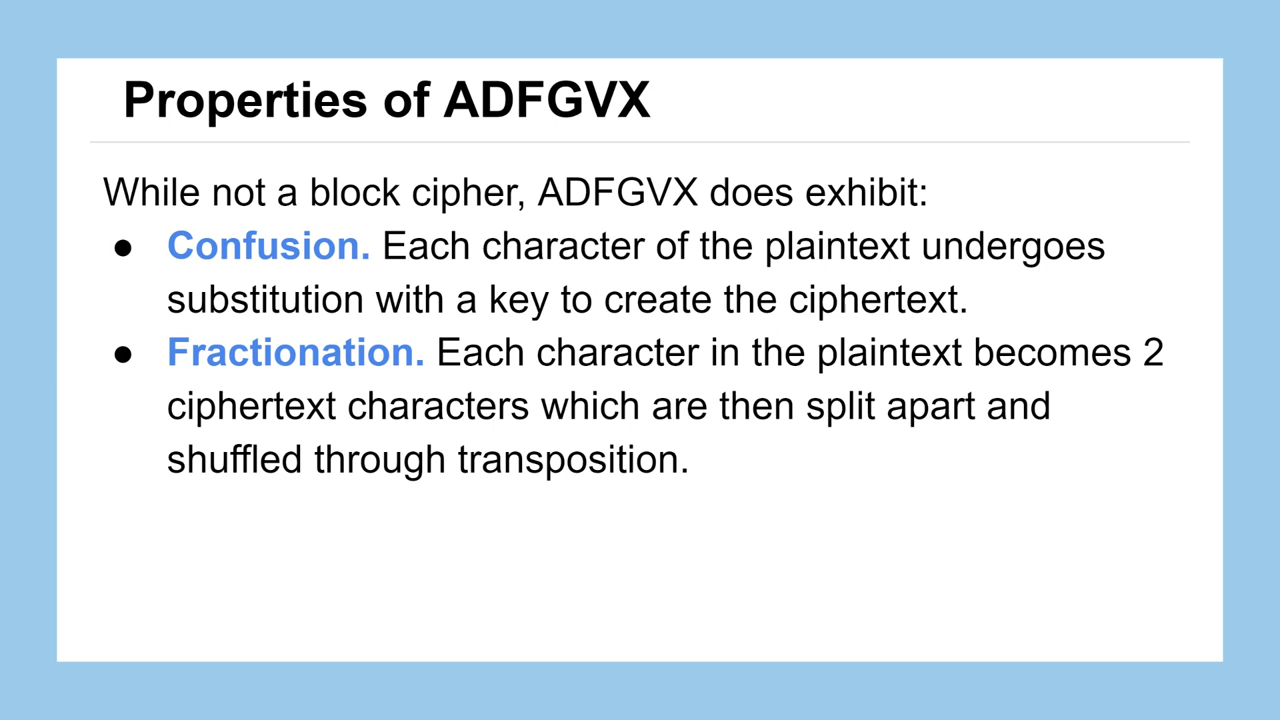 Properties of ADFGVX
While not a block cipher, ADFGVX does exhibit:
● Confusion. Each character of the plaintext undergoes
substitution with a key to create the ciphertext.
● Fractionation. Each character in the plaintext becomes 2
ciphertext characters which are then split apart and
shuffled through transposition.